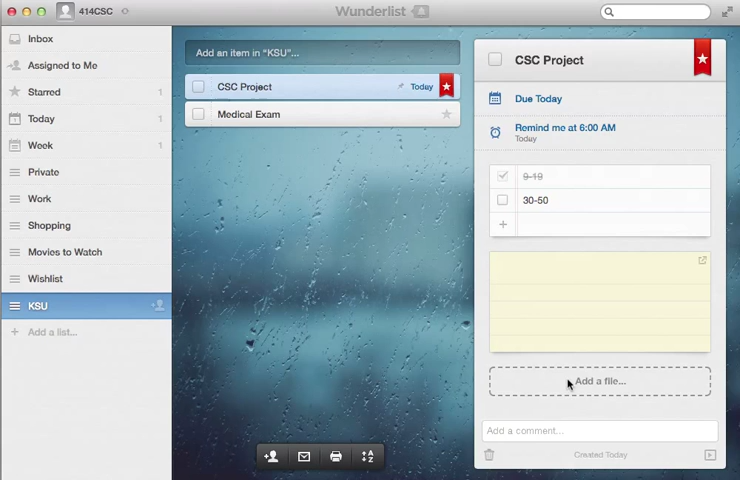 414CSC
Wunderlist
Inbox
Assigned to Me
Starred 1
Today 1
Week 1
Private
Work
Shopping
Movies to Watch
Wishlist
KSU
Add a list...
Add an item in "KSU"...
CSC Project Today
Medical Exam
CSC Project
Due Today
Remind me at 6:00 AM
Today
9-19
30-50
Add a file...
Add a comment...
Created Today